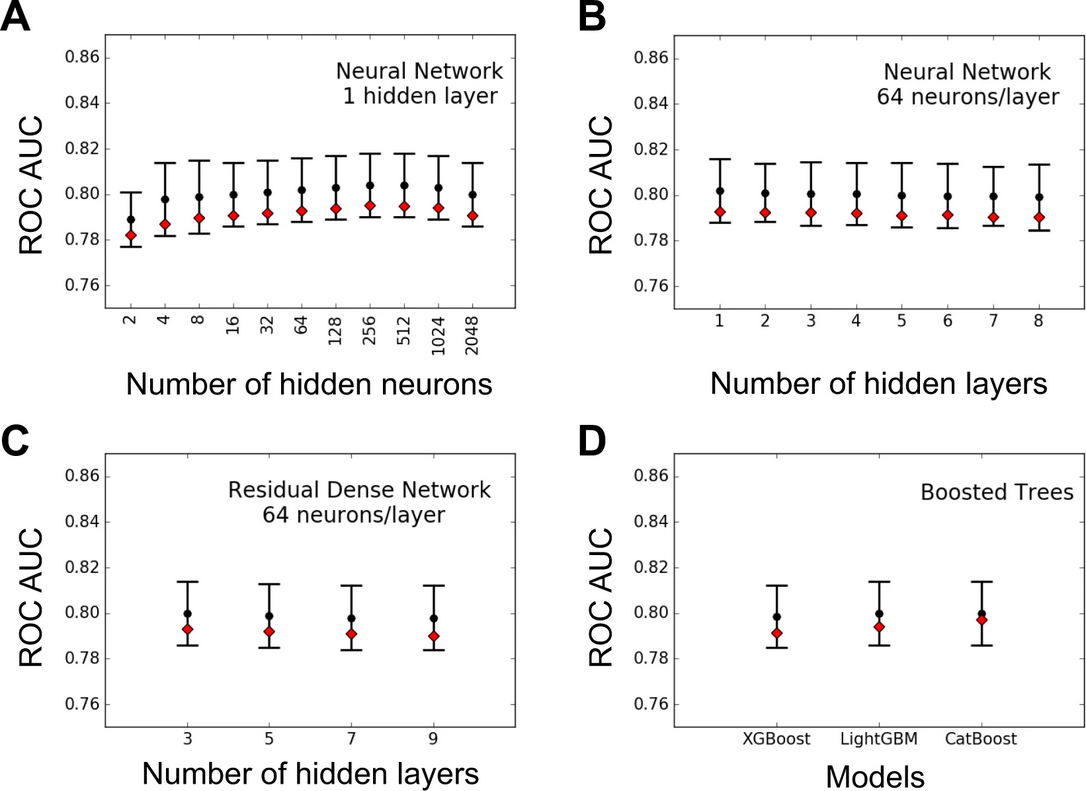 A
ROC AUC
0.86
0.84
0.82
0.80
0.78
0.76
Neural Network
1 hidden layer
2 4 8 16 32 64 128 256 512 1024 2048
Number of hidden neurons
B
ROC AUC
0.86
0.84
0.82
0.80
0.78
0.76
Neural Network
64 neurons/layer
1 2 3 4 5 6 7 8
Number of hidden layers
C
ROC AUC
0.86
0.84
0.82
0.80
0.78
0.76
Residual Dense Network
64 neurons/layer
3 5 7 9
Number of hidden layers
D
ROC AUC
0.86
0.84
0.82
0.80
0.78
0.76
Boosted Trees
XGBoost LightGBM CatBoost
Models